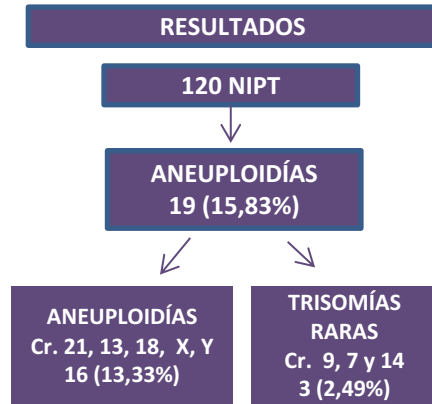 RESULTADOS
120 NIPT
ANEUPLOIDÍAS
19 (15,83%)
ANEUPLOIDÍAS
Cr. 21, 13, 18, X, Y
16 (13,33%)
TRISOMÍAS
RARAS
Cr. 9, 7 y 14
3 (2,49%)